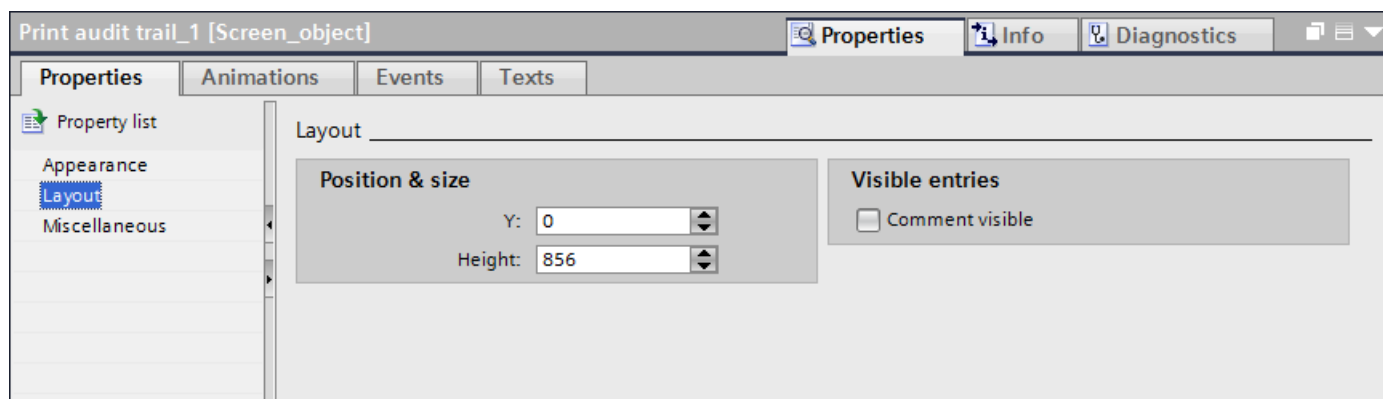 Print audit trail_1 [Screen_object]
Properties
Info
Diagnostics
Properties
Animations
Events
Texts
Property list
Appearance
Layout
Miscellaneous
Layout
Position & size
Y: 0
Height: 856
Visible entries
Comment visible